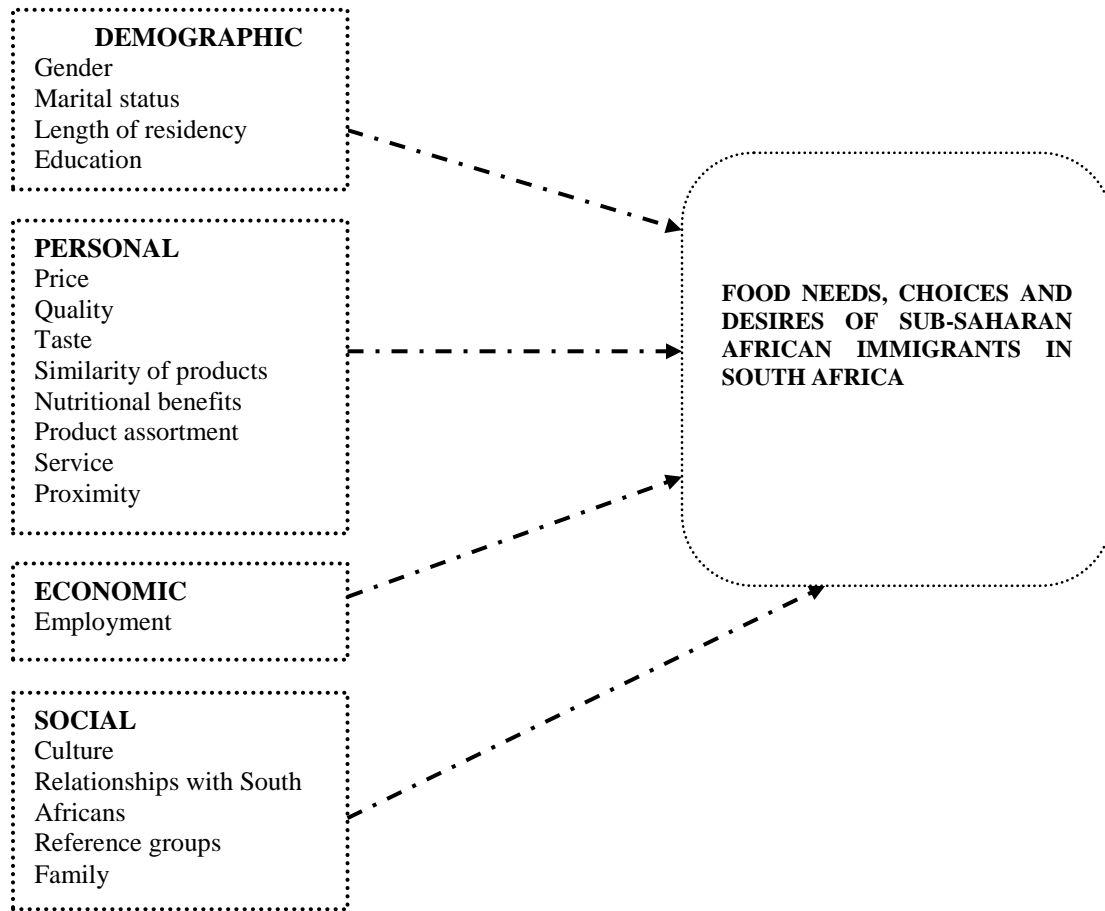 DEMOGRAPHIC
Gender
Marital status
Length of residency
Education
PERSONAL
Price
Quality
Taste
Similarity of products
Nutritional benefits
Product assortment
Service
Proximity
ECONOMIC
Employment
SOCIAL
Culture
Relationships with South
Africans
Reference groups
Family
FOOD NEEDS, CHOICES AND
DESIRES OF SUB-SAHARAN
AFRICAN IMMIGRANTS IN
SOUTH AFRICA